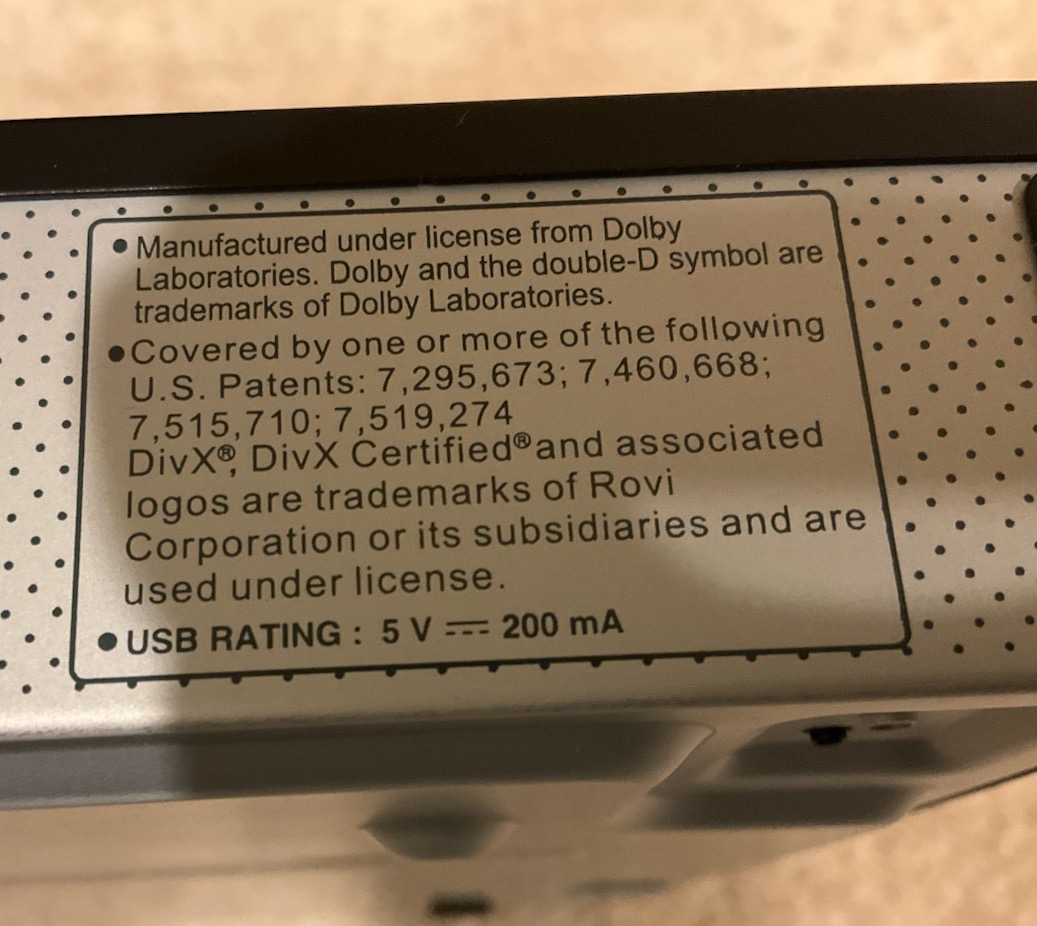 ● Manufactured under license from Dolby
Laboratories. Dolby and the double-D symbol are
trademarks of Dolby Laboratories.
● Covered by one or more of the following
U.S. Patents: 7,295,673; 7,460,668;
7,515,710; 7,519,274
DivX®, DivX Certified® and associated
logos are trademarks of Rovi
Corporation or its subsidiaries and are
used under license.
● USB RATING : 5 V ⎓ 200 mA